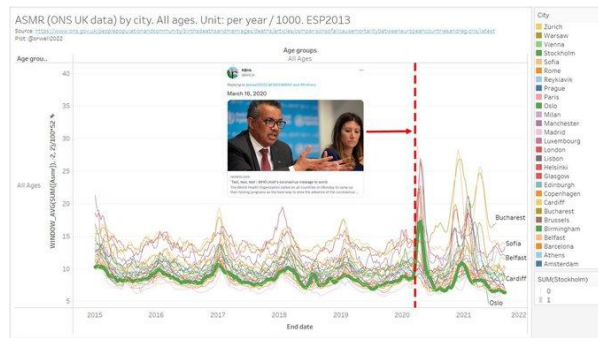 ASMR (ONS UK data) by city. All ages. Unit: per year / 1000. ESP2013
Age groups
Age grou..
All Ages
40
35
30
25
20
15
10
5
All Ages
March 16, 2020
"Test, test, test": WHO chief's coronavirus message to world
Bucharest
Sofia
Belfast
Cardiff
Oslo
2015
2016
2017
2018
2019
2020
2021
2022
End date
City
Zurich
Warsaw
Vienna
Stockholm
Sofia
Rome
Reykjavik
Prague
Paris
Oslo
Milan
Manchester
Madrid
Luxembourg
London
Lisbon
Helsinki
Glasgow
Edinburgh
Copenhagen
Cardiff
Bucharest
Brussels
Birmingham
Belfast
Barcelona
Athens
Amsterdam
SUM(Stockholm)
0
1